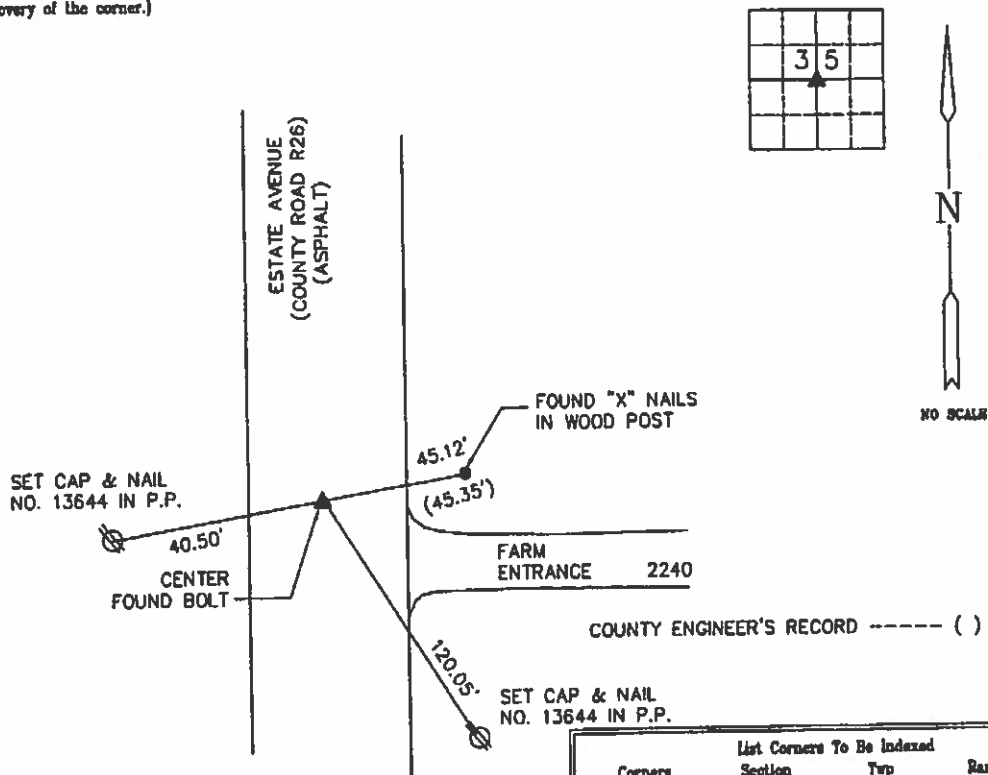 overy of the corner.)
3 5
N
NO SCALE
ESTATE AVENUE
(COUNTY ROAD R26)
(ASPHALT)
FOUND "X" NAILS
IN WOOD POST
45.12'
(45.35')
SET CAP & NAIL
NO. 13644 IN P.P.
40.50'
CENTER
FOUND BOLT
FARM
ENTRANCE 2240
COUNTY ENGINEER'S RECORD ----- ( )
120.05'
SET CAP & NAIL
NO. 13644 IN P.P.
List Corners To Be Indexed
Corners Section Twp Ran